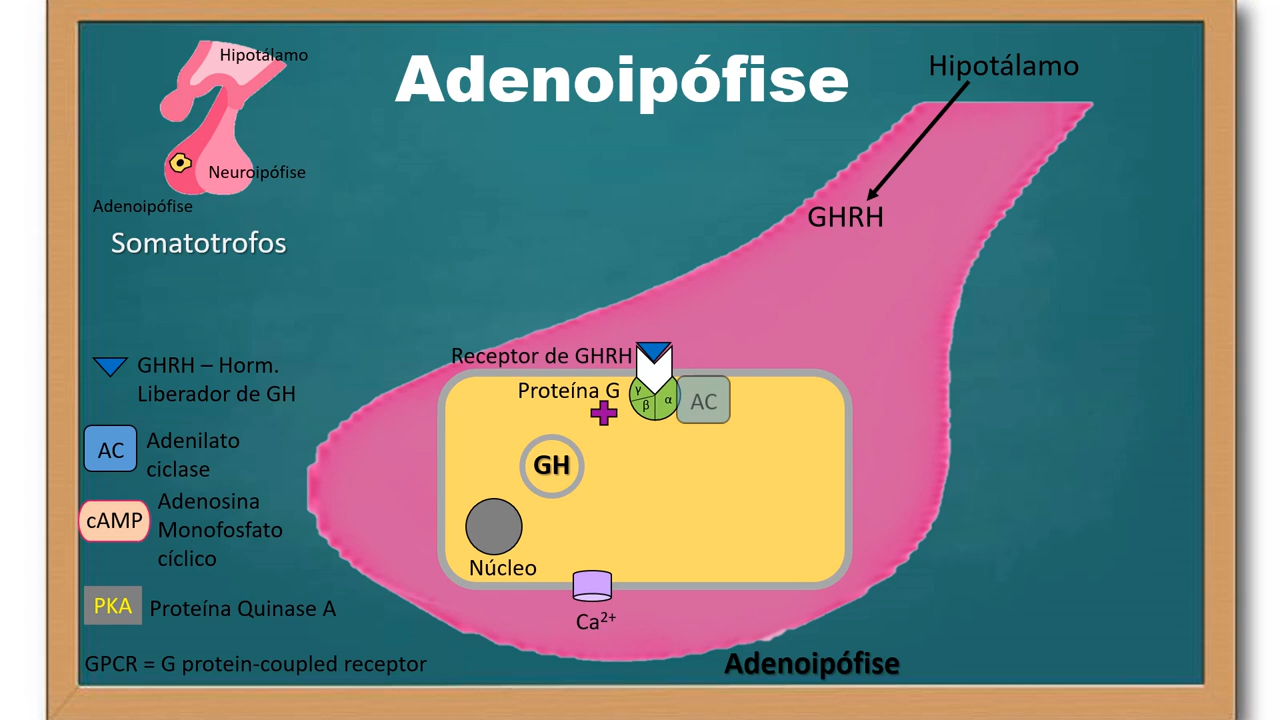 Hipotálamo
Adenoipófise
Hipotálamo
Neuroipófise
Adenoipófise
GHRH
Somatotrofos
Receptor de GHRH
GHRH – Horm.
Liberador de GH
Proteína G
γ
β
α
AC
AC
Adenilato
ciclase
GH
cAMP
Adenosina
Monofosfato
cíclico
Núcleo
PKA
Proteína Quinase A
Ca²⁺
GPCR = G protein-coupled receptor
Adenoipófise